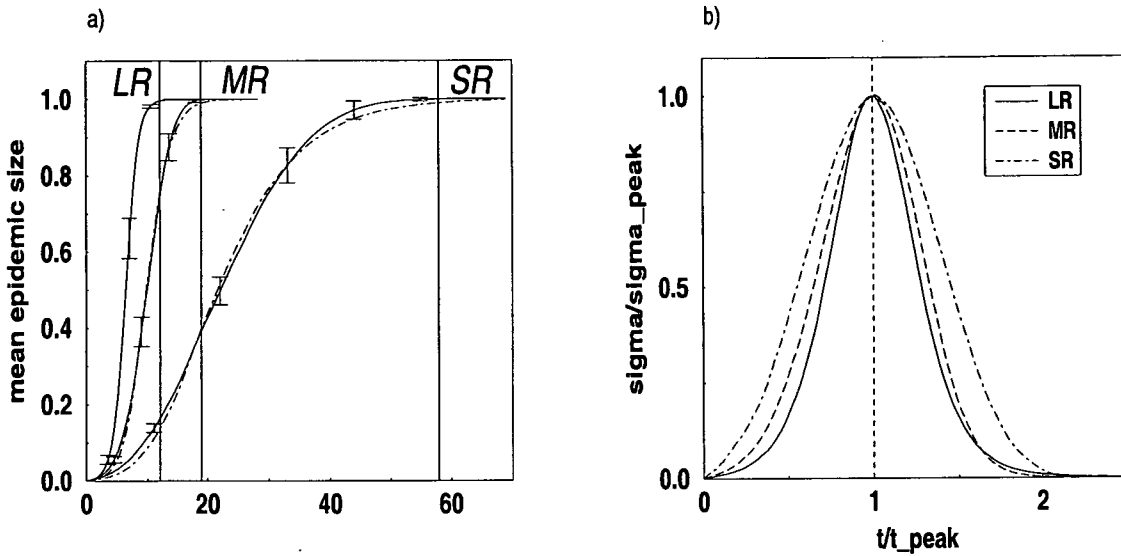 a)
LR MR SR
mean epidemic size
1.0
0.8
0.6
0.4
0.2
0.0
0 20 40 60
b)
LR
MR
SR
sigma/sigma_peak
1.0
0.5
0.0
0 1 2
t/t_peak